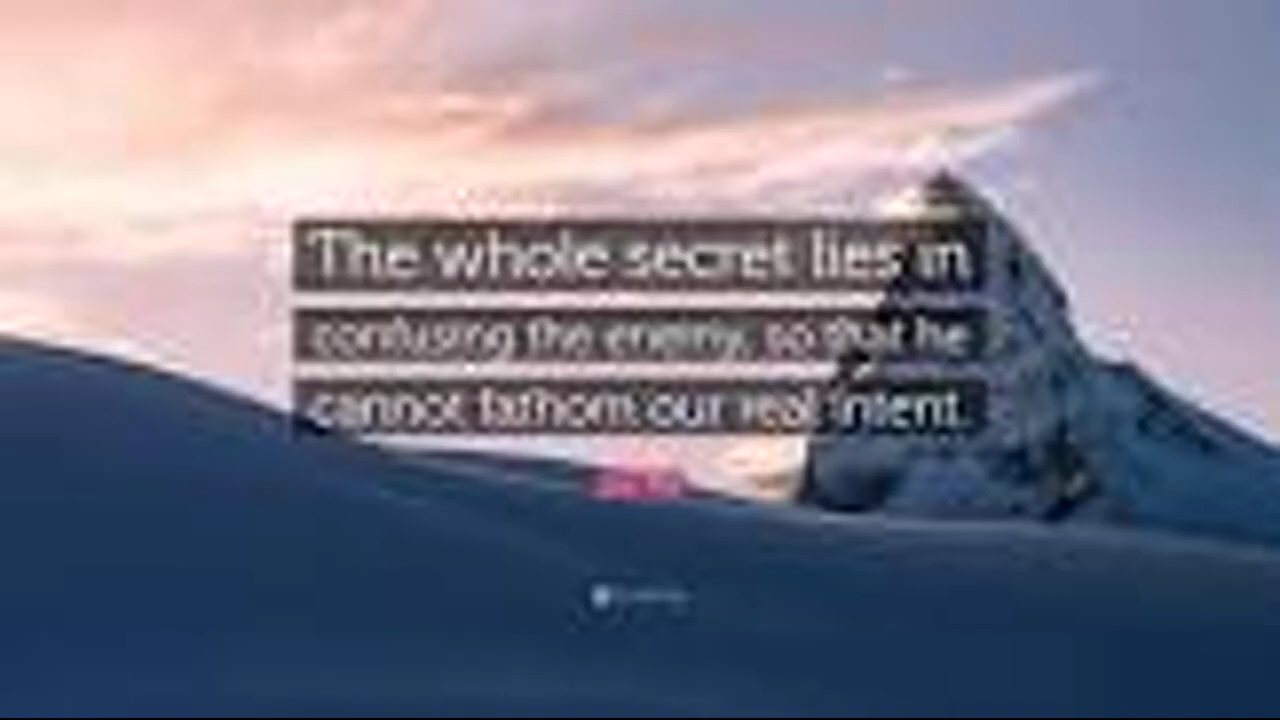 The whole secret lies in
confusing the enemy, so that he
cannot fathom our real intent.